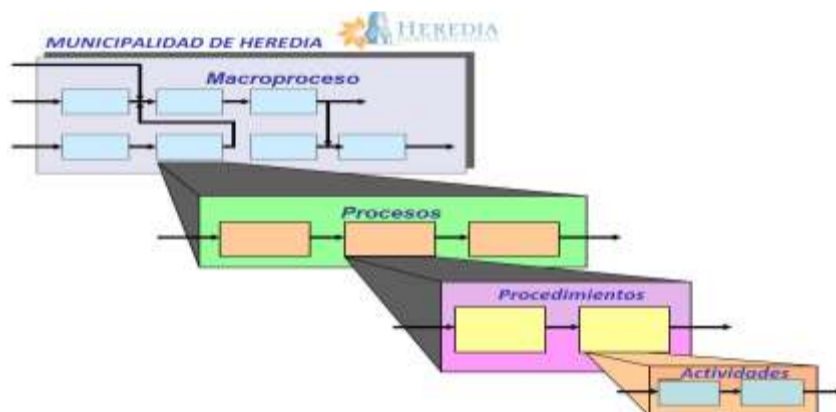 MUNICIPALIDAD DE HEREDIA
HEREDIA
Macroproceso
Procesos
Procedimientos
Actividades